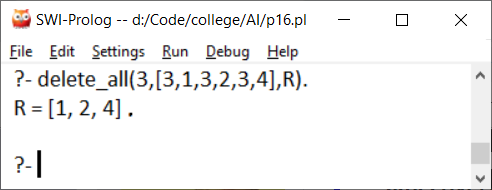 SWI-Prolog -- d:/Code/college/AI/p16.pl
File Edit Settings Run Debug Help
?- delete_all(3,[3,1,3,2,3,4],R).
R = [1, 2, 4] .
?-